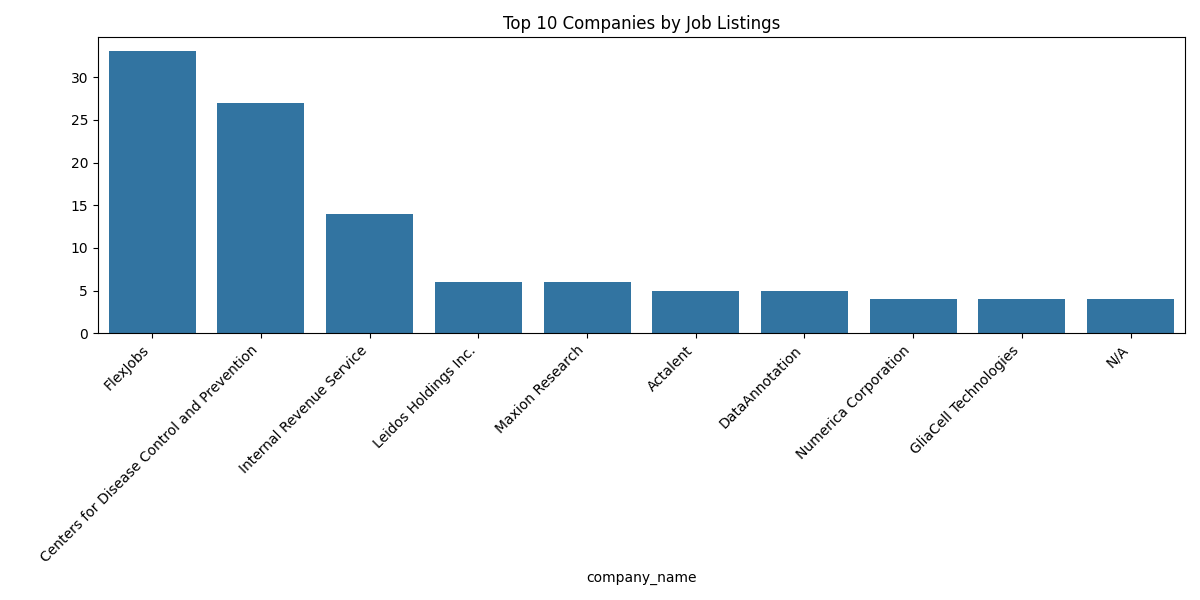 Top 10 Companies by Job Listings
30
25
20
15
10
5
0
FlexJobs
Centers for Disease Control and Prevention
Internal Revenue Service
Leidos Holdings Inc.
Maxion Research
Actalent
DataAnnotation
Numerica Corporation
GliaCell Technologies
N/A
company_name